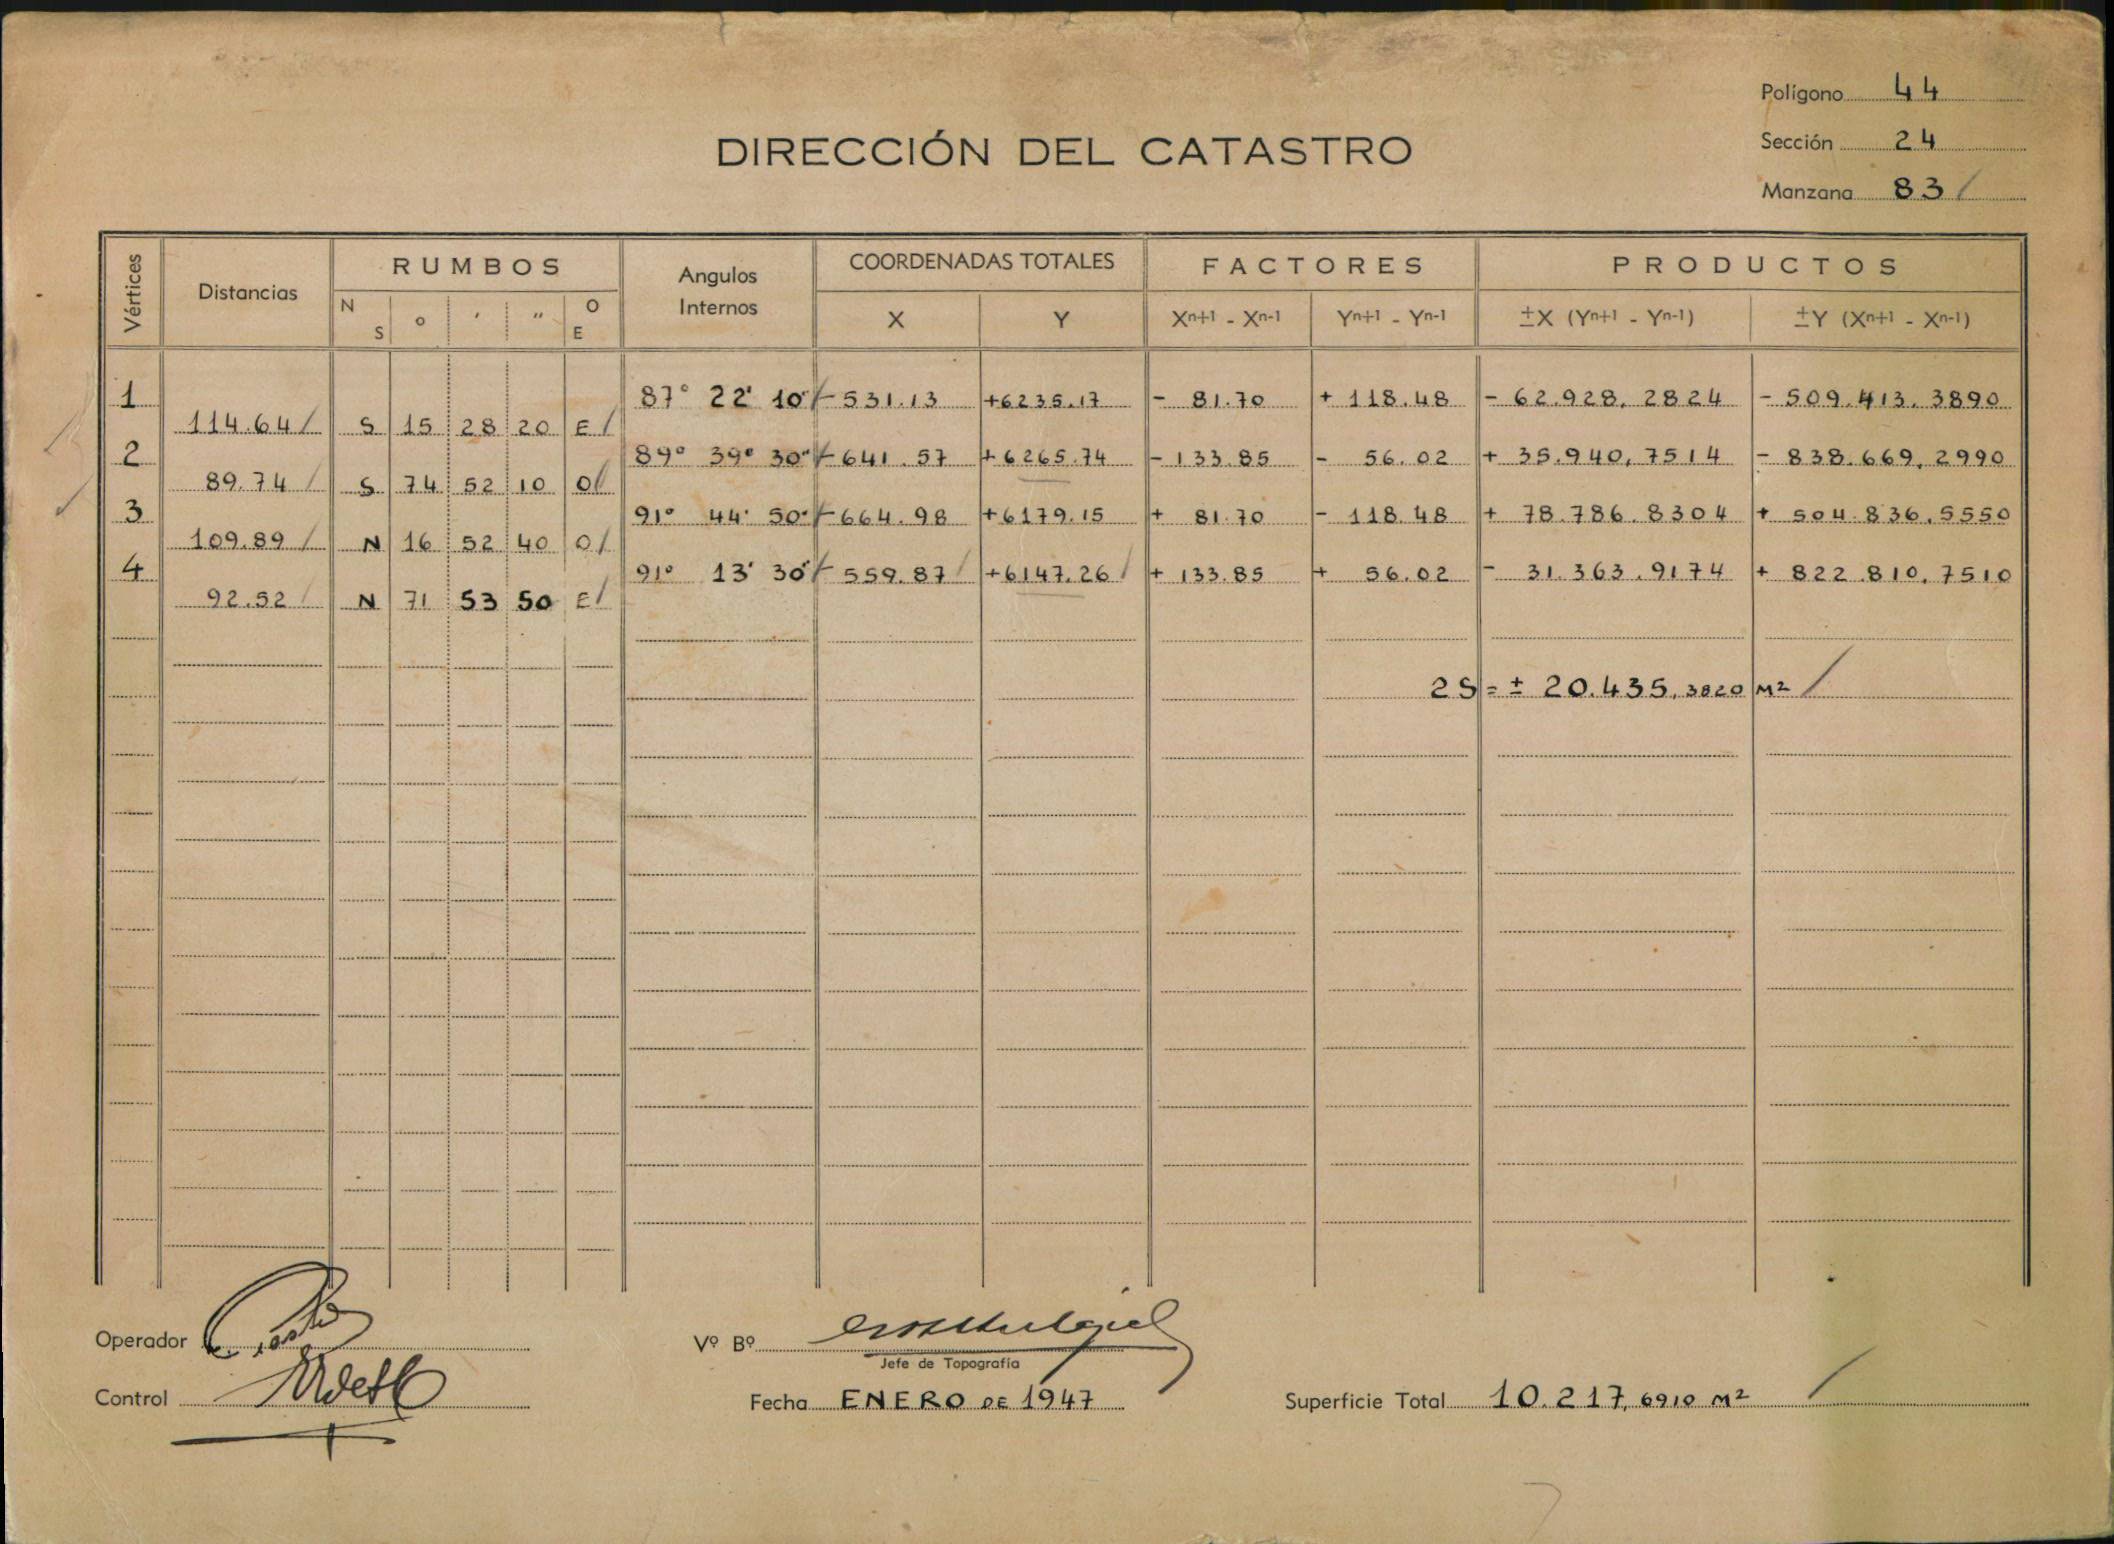 Polígono 44
DIRECCIÓN DEL CATASTRO
Sección 24
Manzana 83
Vértices Distancias RUMBOS Angulos Internos COORDENADAS TOTALES FACTORES PRODUCTOS
N S o ' " O E X Y Xn+1 - Xn-1 Yn+1 - Yn-1 ±X (Yn+1 - Yn-1) ±Y (Xn+1 - Xn-1)
1 87° 22' 10" - 531.13 +6235.17 - 81.70 + 118.48 - 62.928,2824 - 509.413,3890
114.64 S 15 28 20 E
2 89° 39' 30" - 641.57 +6265.74 - 133.85 - 56.02 + 35.940,7514 - 838.669,2990
89.74 S 74 52 10 O
3 91° 44' 50" - 664.98 +6179.15 + 81.70 - 118.48 + 78.786.8304 + 504.836,5550
109.89 N 16 52 40 O
4 91° 13' 30" - 559.87 +6147.26 + 133.85 + 56.02 - 31.363.9174 + 822.810,7510
92.52 N 71 53 50 E
2S = ± 20.435,3820 M²
Operador
Vº Bº
Jefe de Topografía
Control
Fecha ENERO DE 1947
Superficie Total 10.217,6910 M²